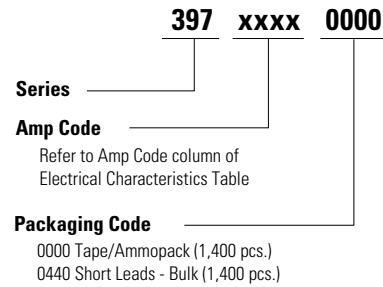 397 xxxx 0000
Series
Amp Code
Refer to Amp Code column of
Electrical Characteristics Table
Packaging Code
0000 Tape/Ammopack (1,400 pcs.)
0440 Short Leads - Bulk (1,400 pcs.)